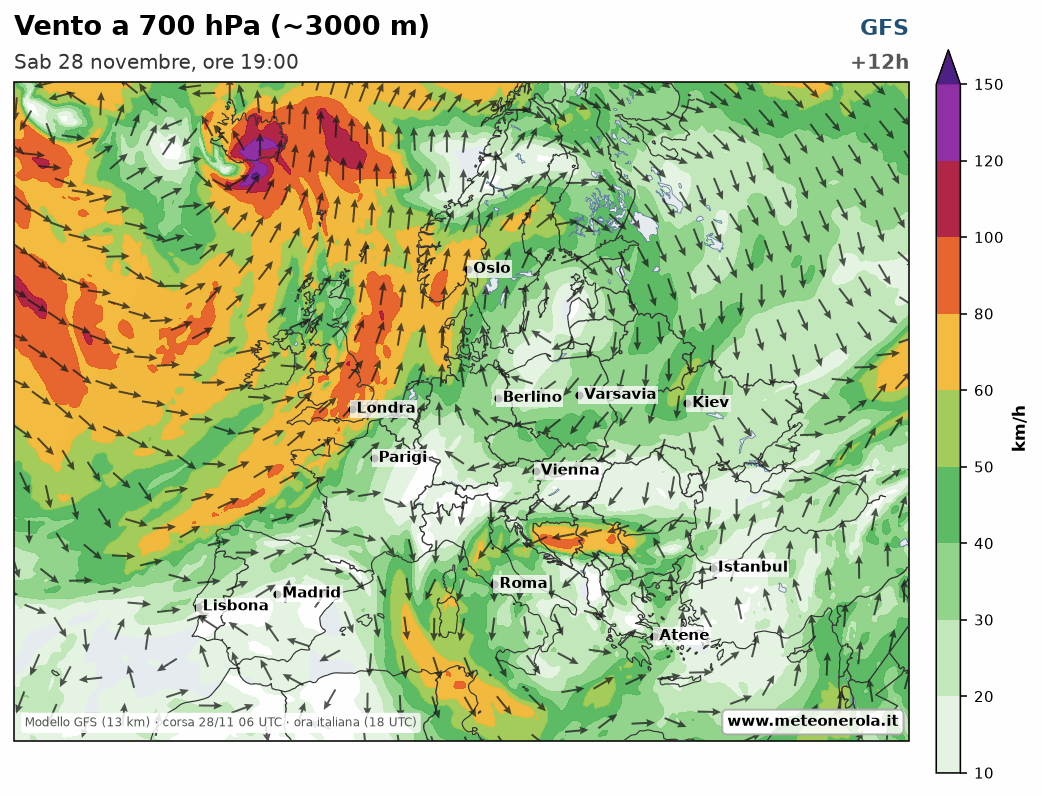 Vento a 700 hPa (~3000 m)
GFS
Sab 28 novembre, ore 19:00
+12h
150
120
100
80
60
50
40
30
20
10
km/h
Oslo
Berlino
Varsavia
Kiev
Londra
Parigi
Vienna
Istanbul
Roma
Madrid
Lisbona
Atene
Modello GFS (13 km) · corsa 28/11 06 UTC · ora italiana (18 UTC)
www.meteonerola.it